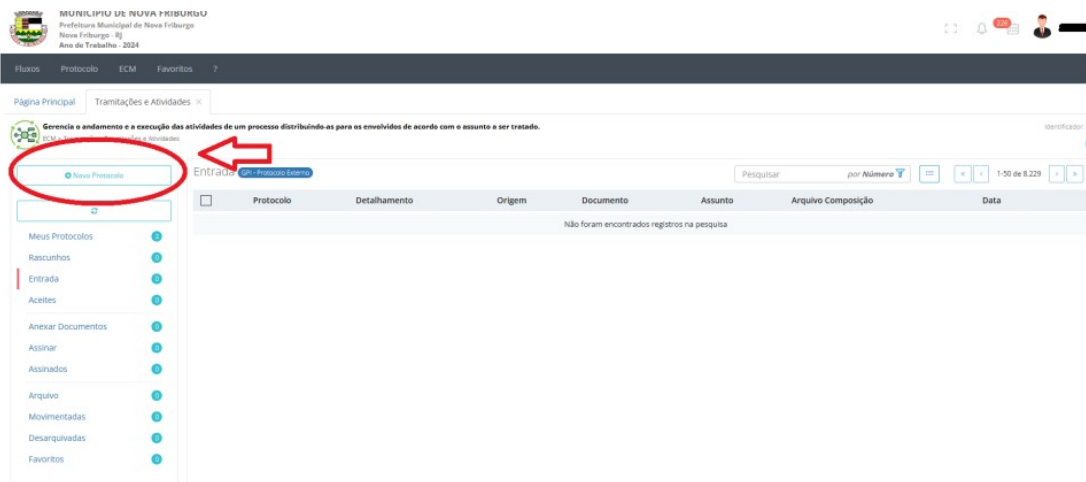 MUNICÍPIO DE NOVA FRIBURGO
Prefeitura Municipal de Nova Friburgo
Nova Friburgo - RJ
Ano de Trabalho - 2024
226
Fluxos Protocolo ECM Favoritos ?
Página Principal Tramitações e Atividades ×
Gerencia o andamento e a execução das atividades de um processo distribuindo-as para os envolvidos de acordo com o assunto a ser tratado.
Identificador:
ECM » Tramitações e Atividades
Novo Protocolo
Entrada GPI - Protocolo Externo Pesquisar por Número « ‹ 1-50 de 8.229 › »
Protocolo Detalhamento Origem Documento Assunto Arquivo Composição Data
Não foram encontrados registros na pesquisa
Meus Protocolos 2
Rascunhos 0
Entrada 0
Aceites 0
Anexar Documentos 0
Assinar 0
Assinados 0
Arquivo 0
Movimentadas 0
Desarquivadas 0
Favoritos 0